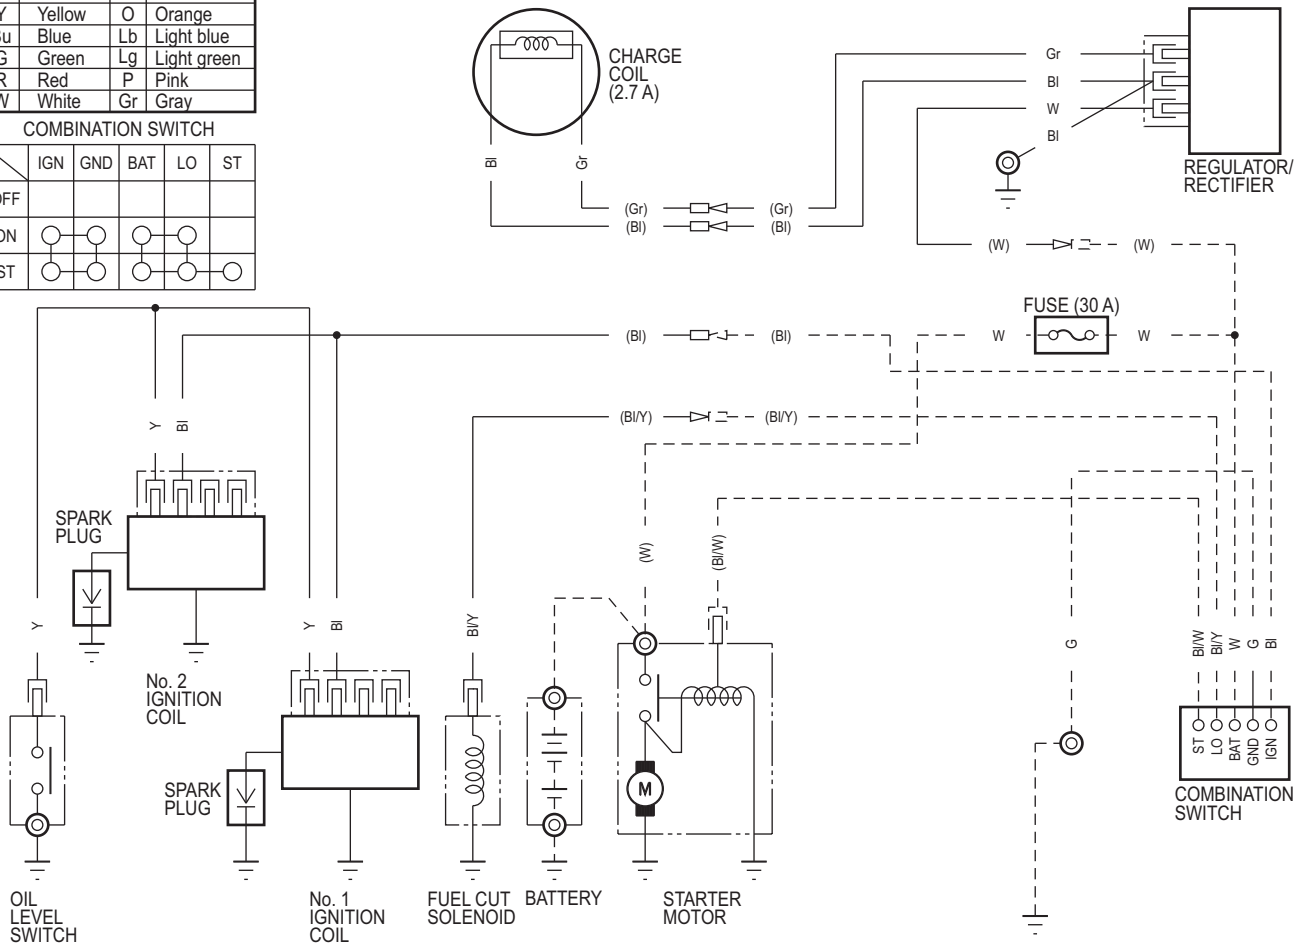 Y Yellow O Orange
Bu Blue Lb Light blue
G Green Lg Light green
R Red P Pink
W White Gr Gray
COMBINATION SWITCH
IGN GND BAT LO ST
OFF
ON
ST
CHARGE
COIL
(2.7 A)
Bl
Gr
(Gr) (Gr)
(Bl) (Bl)
Gr
Bl
W
Bl
REGULATOR/
RECTIFIER
(W) (W)
FUSE (30 A)
W W
(Bl) (Bl)
(Bl/Y) (Bl/Y)
Y
Bl
SPARK
PLUG
No. 2
IGNITION
COIL
Y
Y
Bl
Bl/Y
(W)
(Bl/W)
G
Bl/W
Bl/Y
W
G
Bl
SPARK
PLUG
M
ST
LO
BAT
GND
IGN
COMBINATION
SWITCH
OIL
LEVEL
SWITCH
No. 1
IGNITION
COIL
FUEL CUT
SOLENOID
BATTERY
STARTER
MOTOR